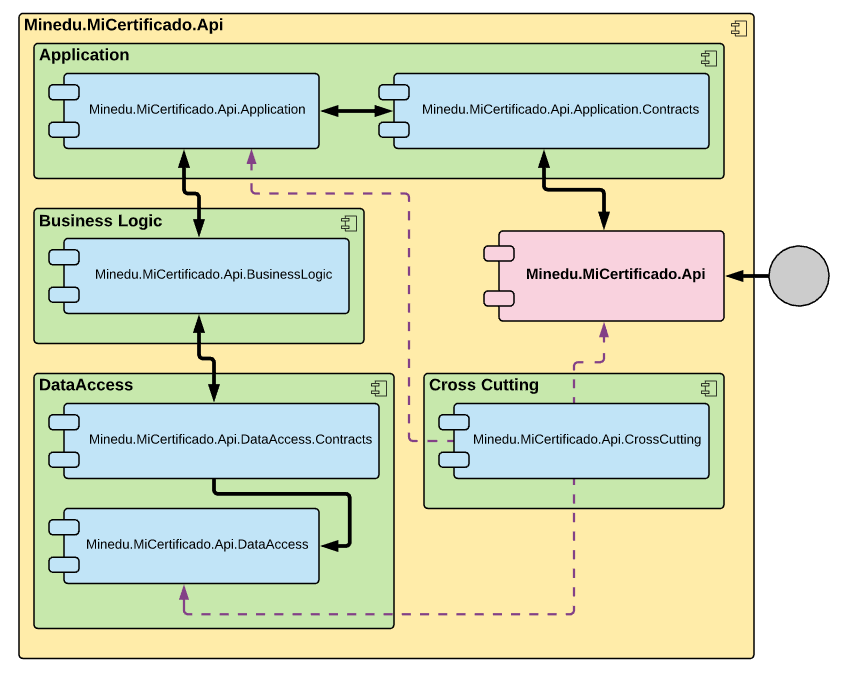 Minedu.MiCertificado.Api
Application
Minedu.MiCertificado.Api.Application
Minedu.MiCertificado.Api.Application.Contracts
Business Logic
Minedu.MiCertificado.Api.BusinessLogic
Minedu.MiCertificado.Api
DataAccess
Minedu.MiCertificado.Api.DataAccess.Contracts
Minedu.MiCertificado.Api.DataAccess
Cross Cutting
Minedu.MiCertificado.Api.CrossCutting